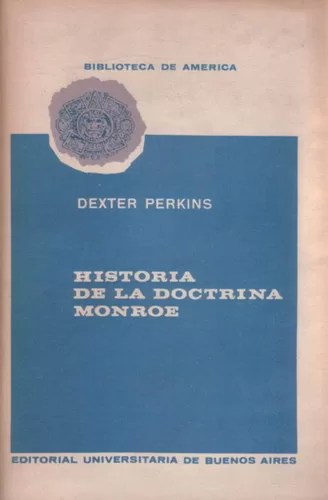 BIBLIOTECA DE AMERICA
DEXTER PERKINS
HISTORIA
DE LA DOCTRINA
MONROE
EDITORIAL UNIVERSITARIA DE BUENOS AIRES